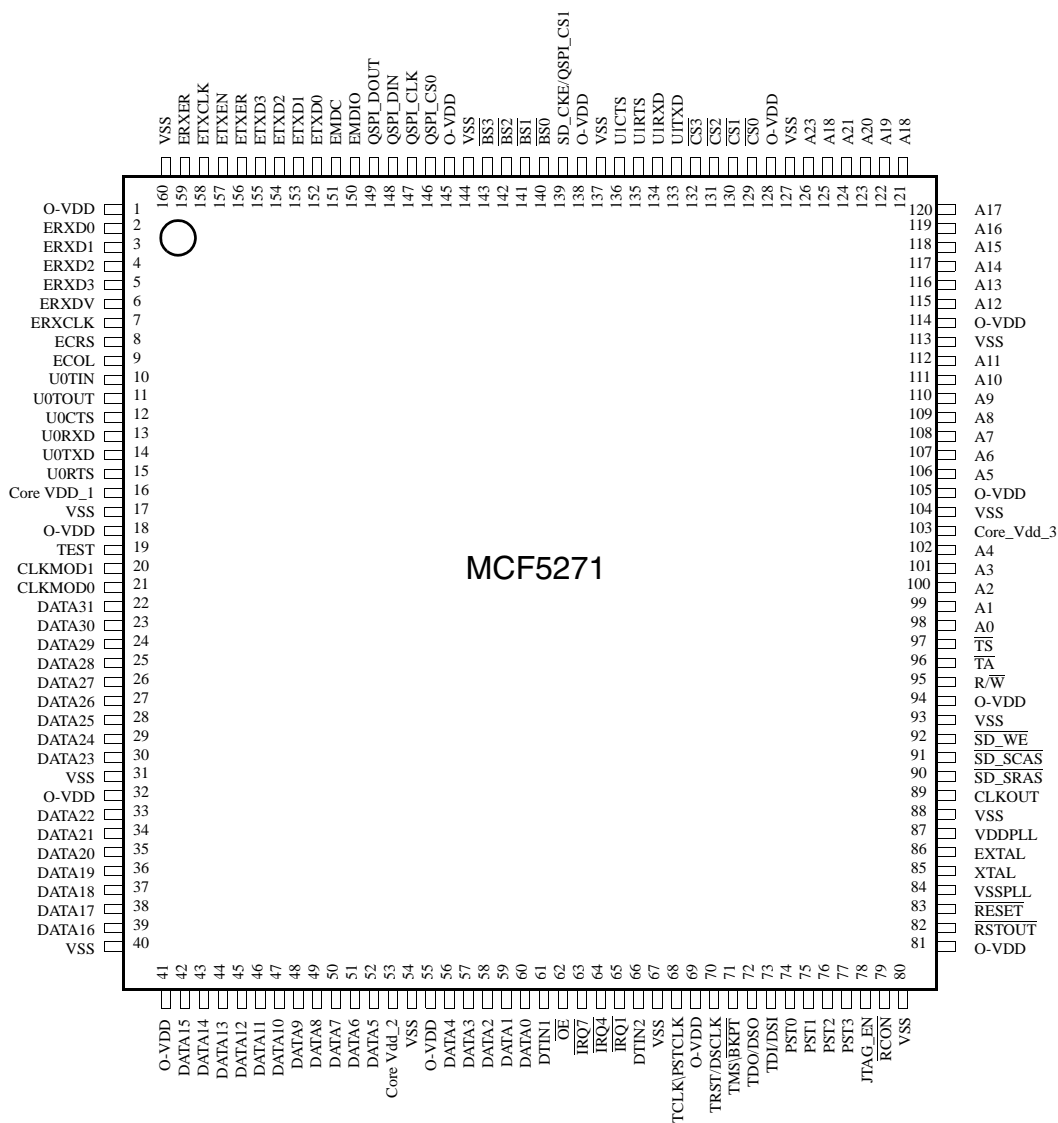 VSS
ERXER
ETXCLK
ETXEN
ETXER
ETXD3
ETXD2
ETXD1
ETXD0
EMDC
EMDIO
QSPI_DOUT
QSPI_DIN
QSPI_CLK
QSPI_CS0
O-VDD
VSS
BS3
BS2
BS1
BS0
SD_CKE/QSPI_CS1
O-VDD
VSS
U1CTS
U1RTS
U1RXD
UITXD
CS3
CS2
CS1
CS0
O-VDD
VSS
A23
A18
A21
A20
A19
A18
160
159
158
157
156
155
154
153
152
151
150
149
148
147
146
145
144
143
142
141
140
139
138
137
136
135
134
133
132
131
130
129
128
127
126
125
124
123
122
121
O-VDD 1
ERXD0 2
ERXD1 3
ERXD2 4
ERXD3 5
ERXDV 6
ERXCLK 7
ECRS 8
ECOL 9
U0TIN 10
U0TOUT 11
U0CTS 12
U0RXD 13
U0TXD 14
U0RTS 15
Core VDD_1 16
VSS 17
O-VDD 18
TEST 19
CLKMOD1 20
CLKMOD0 21
DATA31 22
DATA30 23
DATA29 24
DATA28 25
DATA27 26
DATA26 27
DATA25 28
DATA24 29
DATA23 30
VSS 31
O-VDD 32
DATA22 33
DATA21 34
DATA20 35
DATA19 36
DATA18 37
DATA17 38
DATA16 39
VSS 40
MCF5271
120 A17
119 A16
118 A15
117 A14
116 A13
115 A12
114 O-VDD
113 VSS
112 A11
111 A10
110 A9
109 A8
108 A7
107 A6
106 A5
105 O-VDD
104 VSS
103 Core_Vdd_3
102 A4
101 A3
100 A2
99 A1
98 A0
97 TS
96 TA
95 R/W
94 O-VDD
93 VSS
92 SD_WE
91 SD_SCAS
90 SD_SRAS
89 CLKOUT
88 VSS
87 VDDPLL
86 EXTAL
85 XTAL
84 VSSPLL
83 RESET
82 RSTOUT
81 O-VDD
41
42
43
44
45
46
47
48
49
50
51
52
53
54
55
56
57
58
59
60
61
62
63
64
65
66
67
68
69
70
71
72
73
74
75
76
77
78
79
80
O-VDD
DATA15
DATA14
DATA13
DATA12
DATA11
DATA10
DATA9
DATA8
DATA7
DATA6
DATA5
Core Vdd_2
VSS
O-VDD
DATA4
DATA3
DATA2
DATA1
DATA0
DTIN1
OE
IRQ7
IRQ4
IRQ1
DTIN2
VSS
TCLK\PSTCLK
O-VDD
TRST/DSCLK
TMS\BKPT
TDO/DSO
TDI/DSI
PST0
PST1
PST2
PST3
JTAG_EN
RCON
VSS